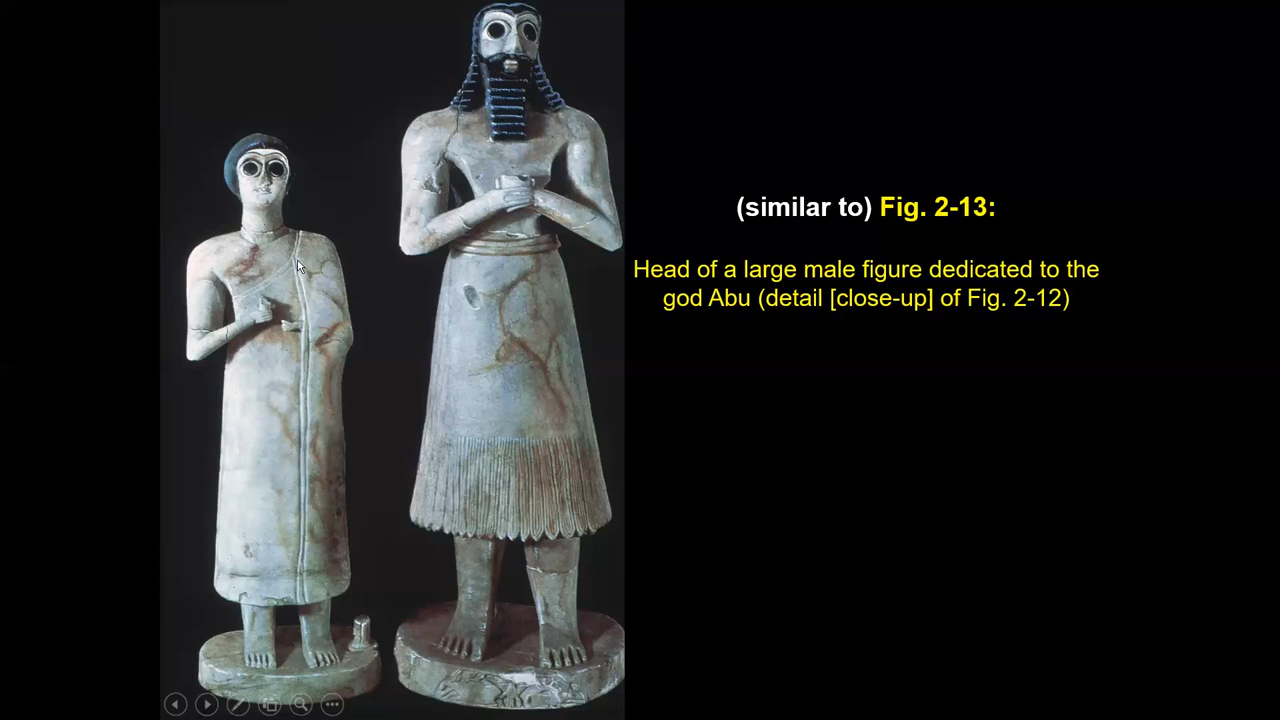 (similar to) Fig. 2-13:
Head of a large male figure dedicated to the
god Abu (detail [close-up] of Fig. 2-12)